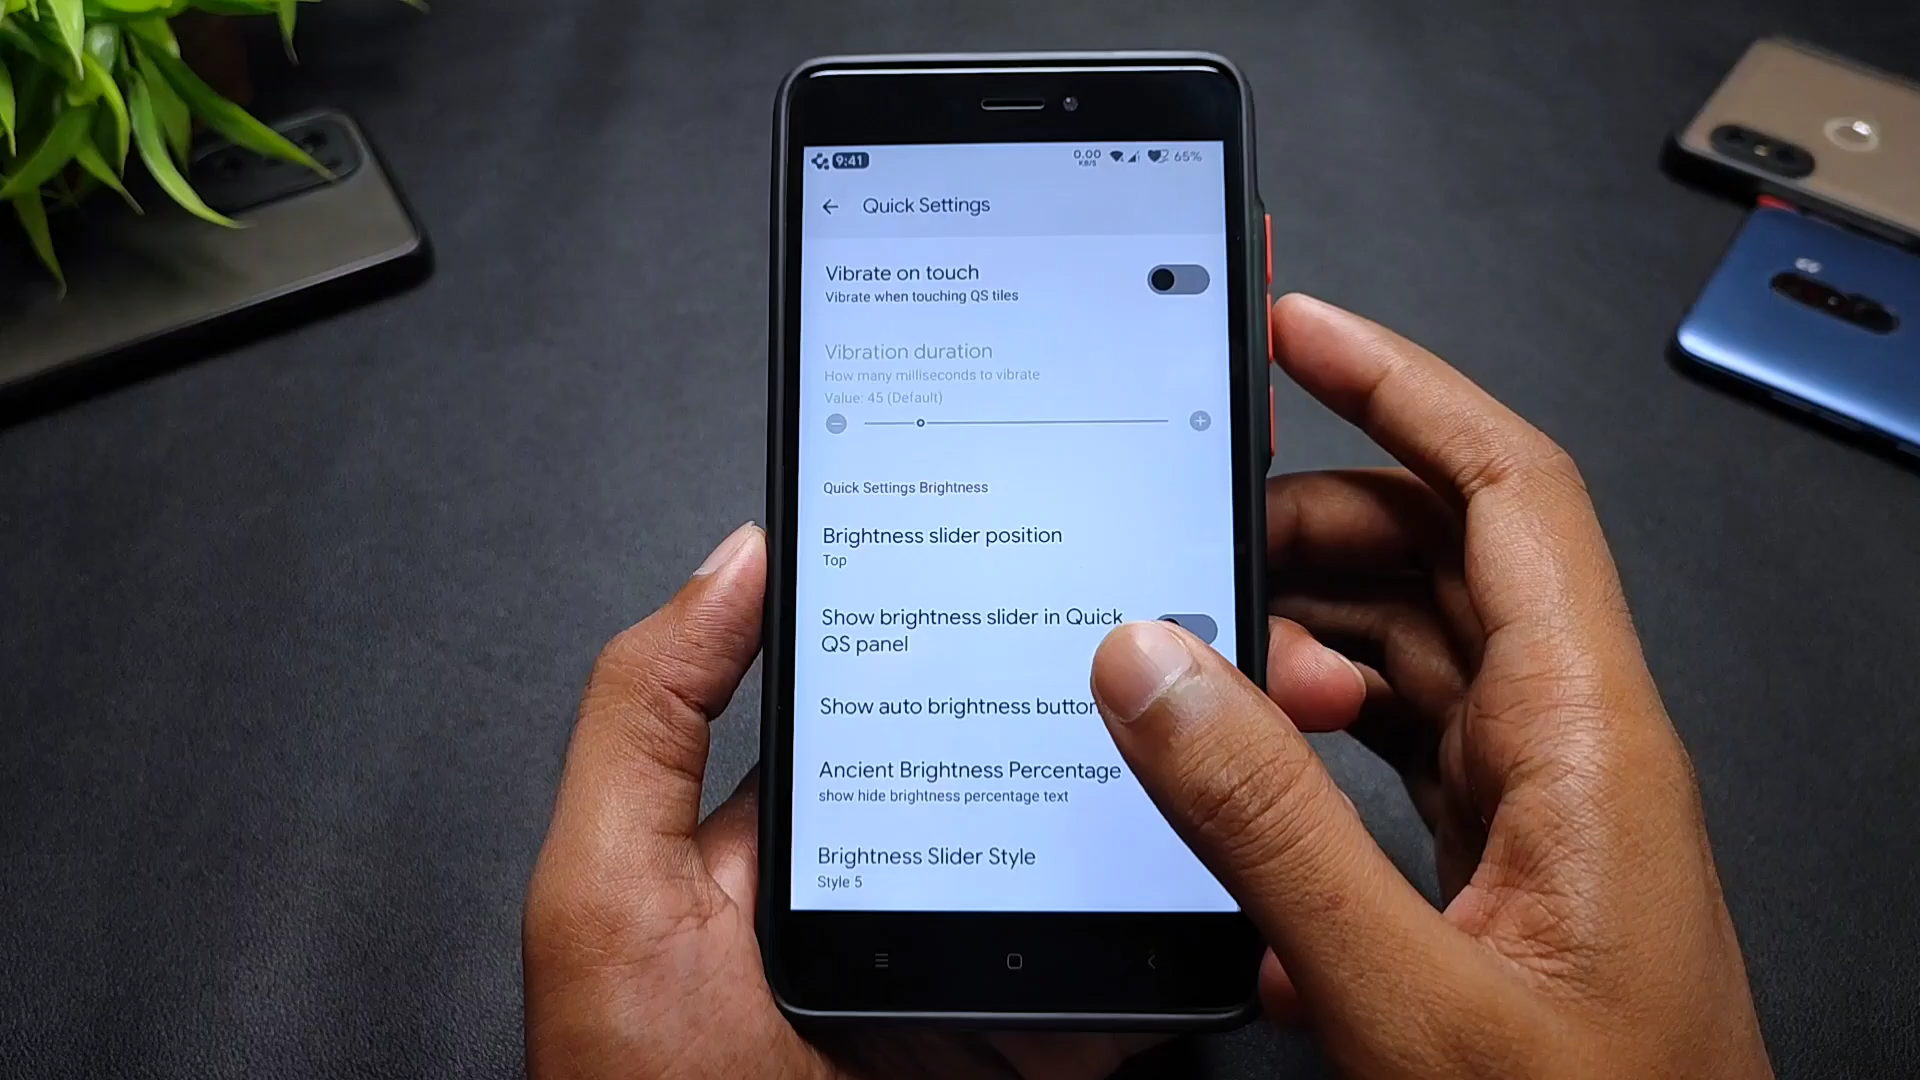 9:41
0.00
KB/S
65%
Quick Settings
Vibrate on touch
Vibrate when touching QS tiles
Vibration duration
How many milliseconds to vibrate
Value: 45 (Default)
Quick Settings Brightness
Brightness slider position
Top
Show brightness slider in Quick
QS panel
Show auto brightness button
Ancient Brightness Percentage
show hide brightness percentage text
Brightness Slider Style
Style 5